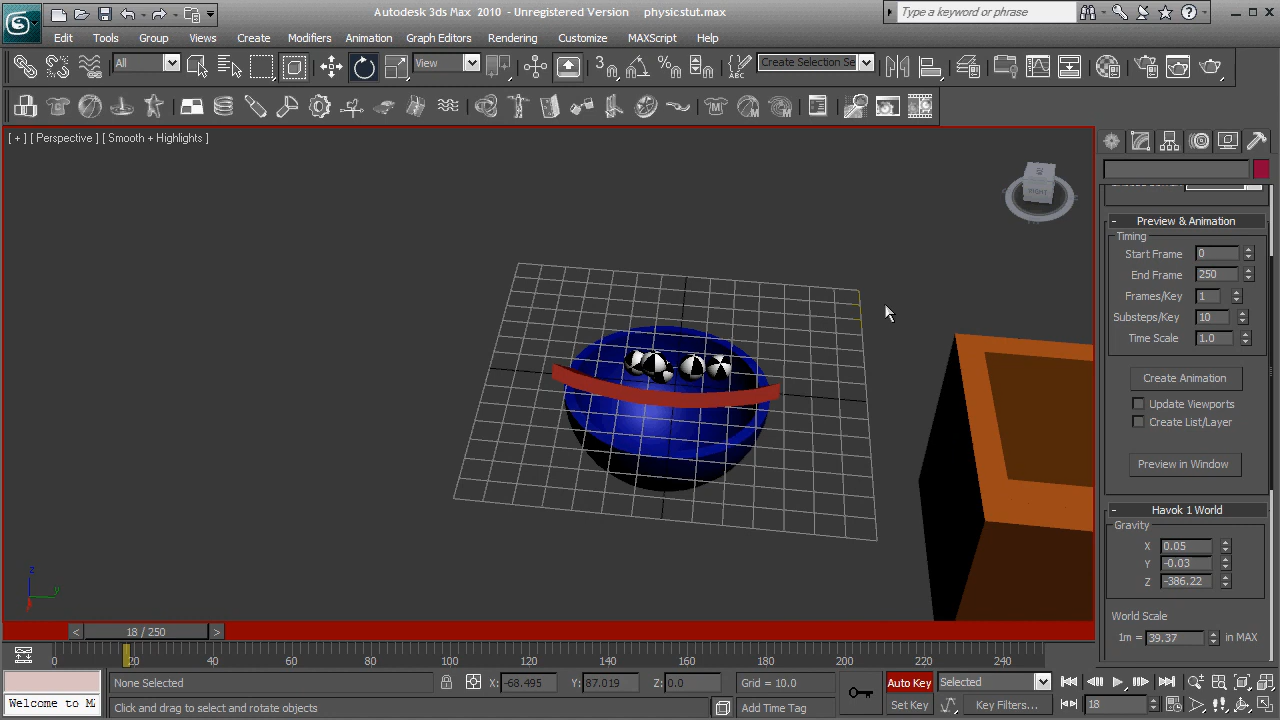 Autodesk 3ds Max 2010 - Unregistered Version physicstut.max
Type a keyword or phrase
Edit Tools Group Views Create Modifiers Animation Graph Editors Rendering Customize MAXScript Help
All View 3 Create Selection Se
[ + ] [ Perspective ] [ Smooth + Highlights ]
RIGHT
- Preview & Animation
Timing
Start Frame 0
End Frame 250
Frames/Key 1
Substeps/Key 10
Time Scale 1.0
Create Animation
Update Viewports
Create List/Layer
Preview in Window
- Havok 1 World
Gravity
X 0.05
Y -0.03
Z -386.22
World Scale
1m = 39.37 in MAX
z
y
< 18 / 250 >
0 20 40 60 80 100 120 140 160 180 200 220 240
None Selected X: -68.495 Y: 87.019 Z: 0.0 Grid = 10.0 Auto Key Selected
Welcome to M Click and drag to select and rotate objects Add Time Tag Set Key Key Filters... 18